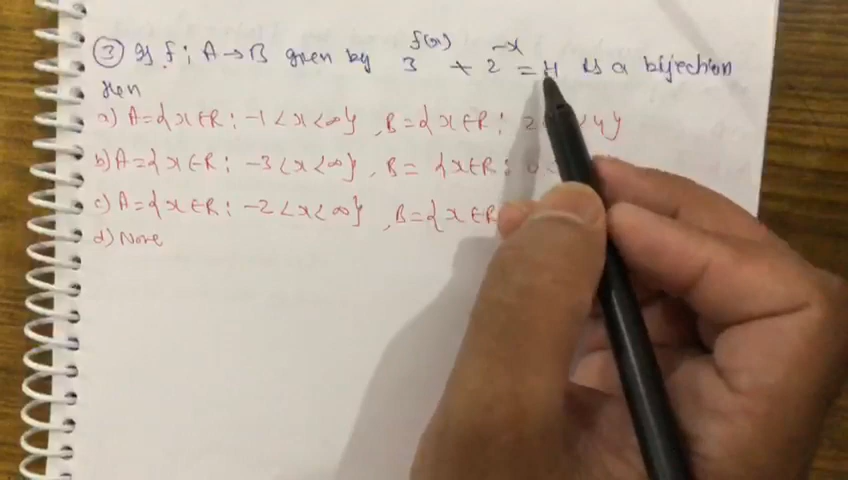 ③ If f: A→B given by 3^f(x) + 2^-x = 4 is a bijection
then
a) A={x∈R: -1<x<∞}, B={x∈R: 2 <4}
b) A={x∈R: -3<x<∞}, B= {x∈R: 0
c) A={x∈R: -2<x<∞}, B={x∈R
d) None